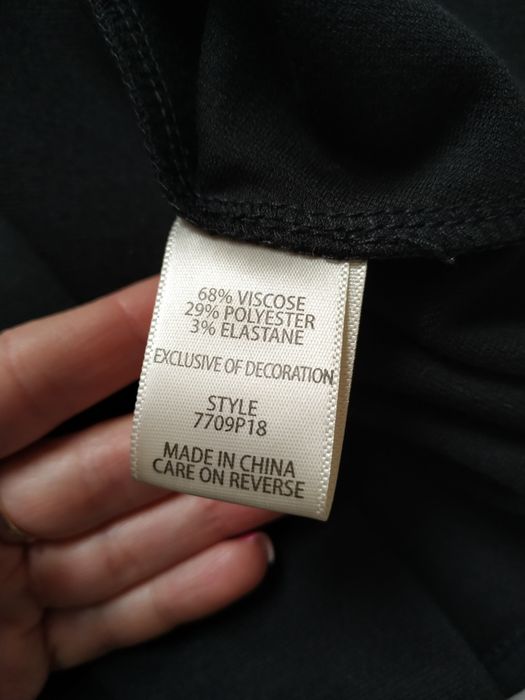 68% VISCOSE
29% POLYESTER
3% ELASTANE
EXCLUSIVE OF DECORATION
STYLE
7709P18
MADE IN CHINA
CARE ON REVERSE